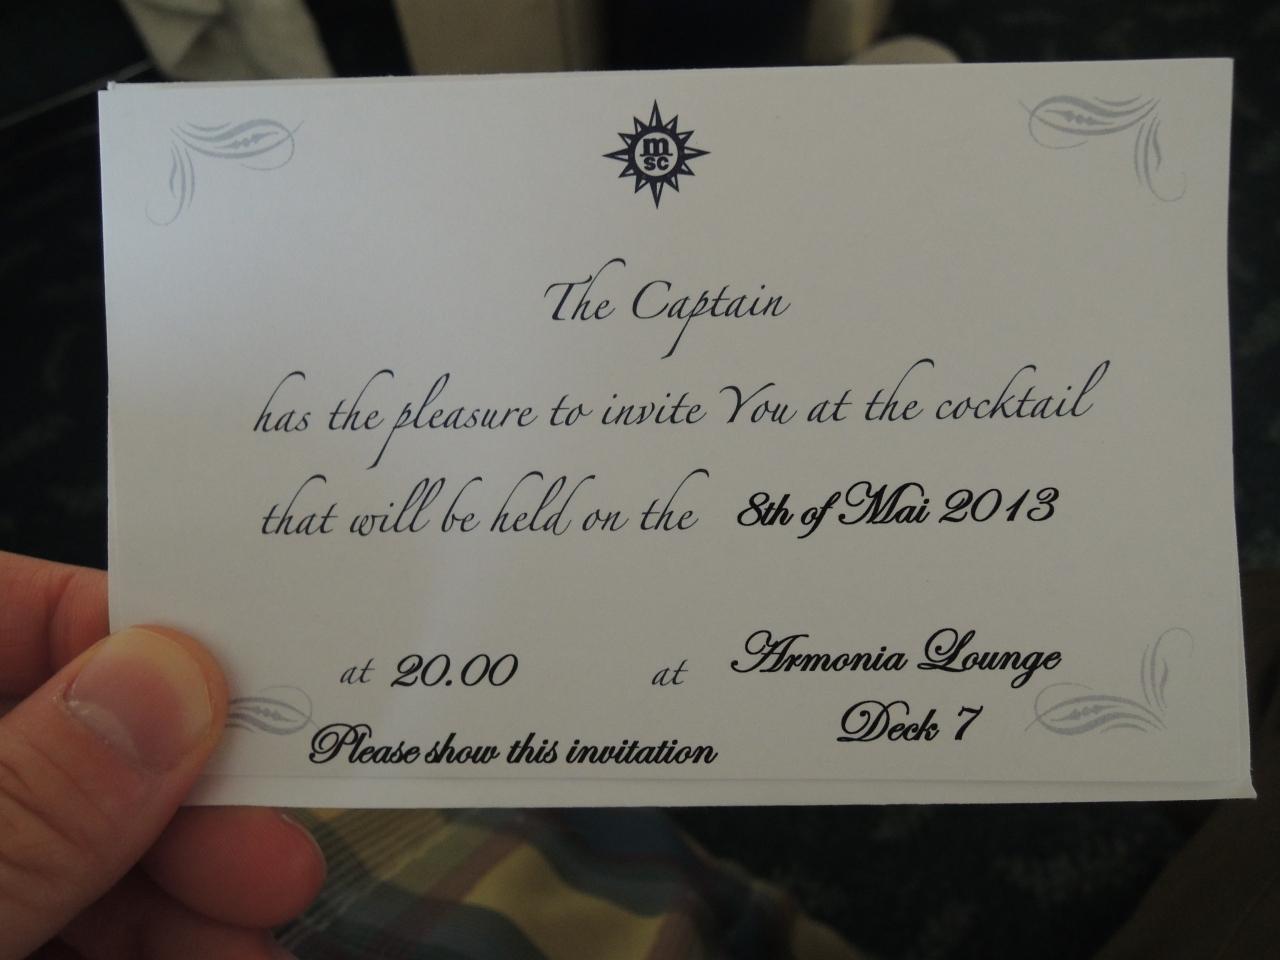 m
sc
The Captain
has the pleasure to invite You at the cocktail
that will be held on the 8th of Mai 2013
at 20.00 at Armonia Lounge
Deck 7
Please show this invitation